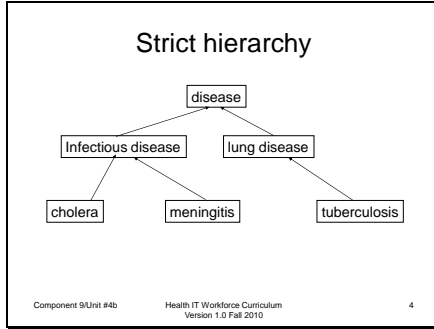 Strict hierarchy
disease
Infectious disease
lung disease
cholera
meningitis
tuberculosis
Component 9/Unit #4b
Health IT Workforce Curriculum
Version 1.0 Fall 2010
4